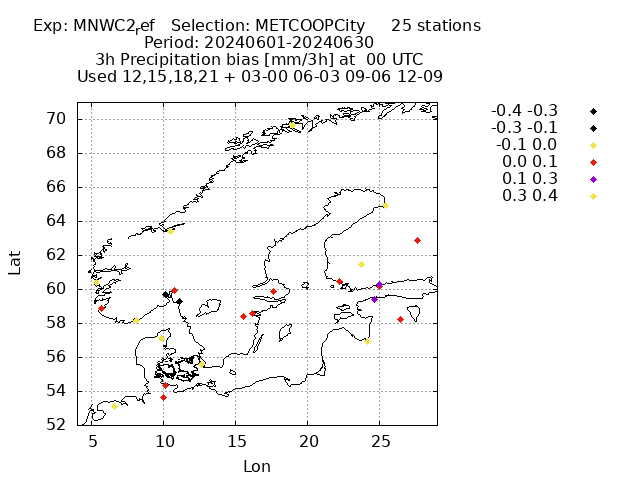 Exp: MNWC2ref   Selection: METCOOPCity     25 stations
Period: 20240601-20240630
3h Precipitation bias [mm/3h] at  00 UTC
Used 12,15,18,21 + 03-00 06-03 09-06 12-09
-0.4 -0.3
-0.3 -0.1
-0.1 0.0
0.0 0.1
0.1 0.3
0.3 0.4
70
68
66
64
62
60
58
56
54
52
Lat
5 10 15 20 25
Lon